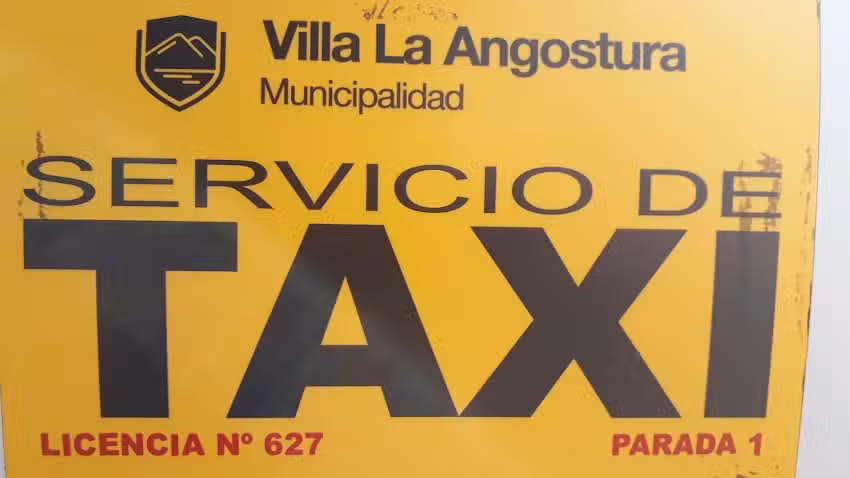 Villa La Angostura
Municipalidad
SERVICIO DE
TAXI
LICENCIA Nº 627 PARADA 1